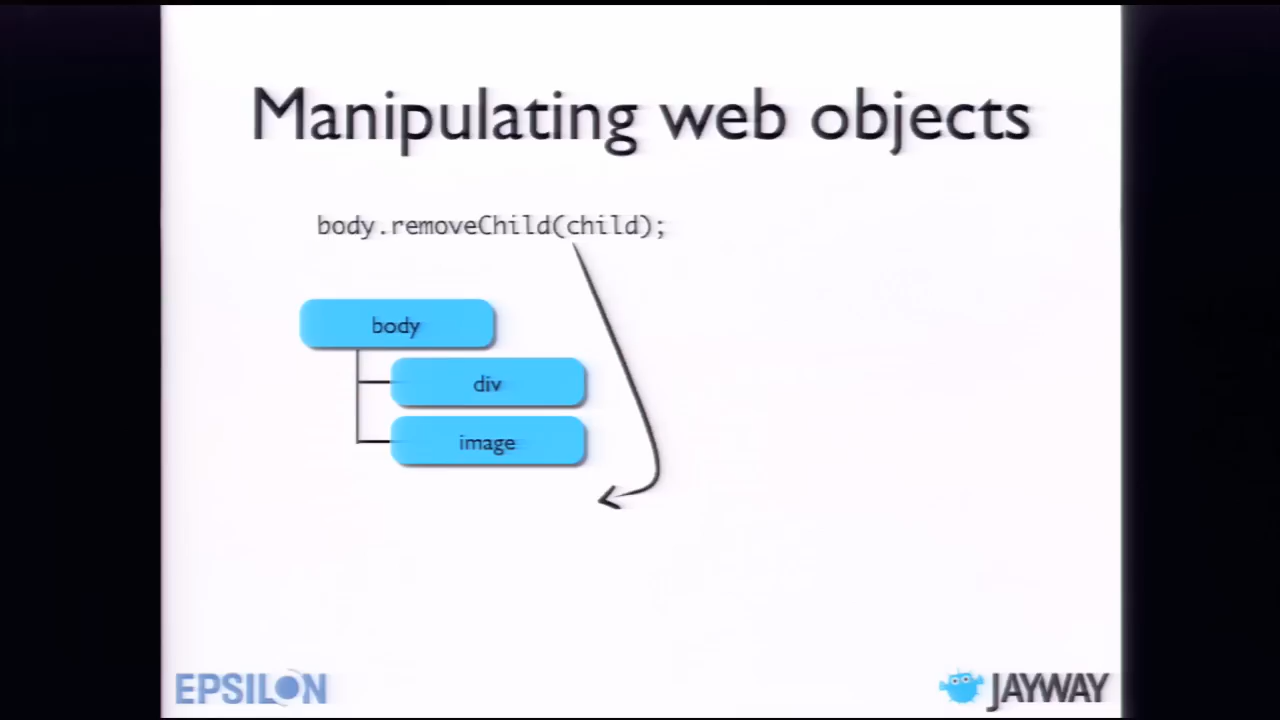 Manipulating web objects
body.removeChild(child);
body
div
image
EPSILON
JAYWAY